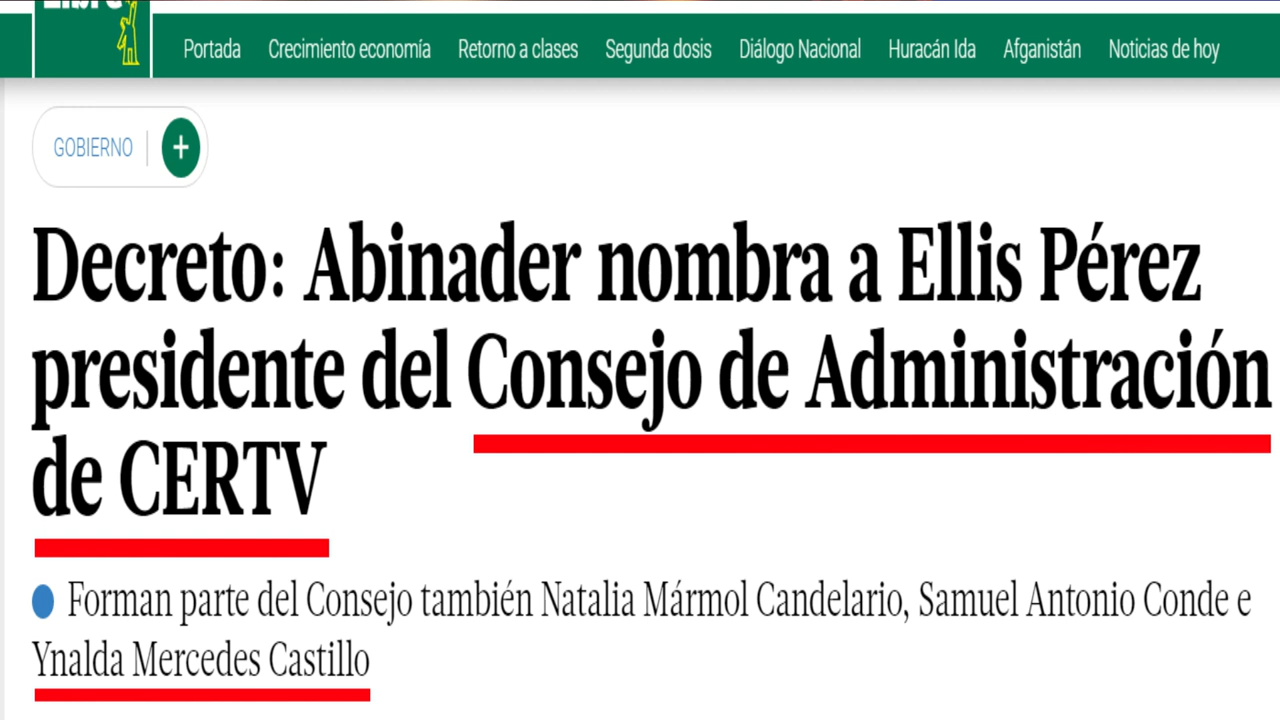 Portada Crecimiento economía Retorno a clases Segunda dosis Diálogo Nacional Huracán Ida Afganistán Noticias de hoy
GOBIERNO +
Decreto: Abinader nombra a Ellis Pérez
presidente del Consejo de Administración
de CERTV
Forman parte del Consejo también Natalia Mármol Candelario, Samuel Antonio Conde e
Ynalda Mercedes Castillo